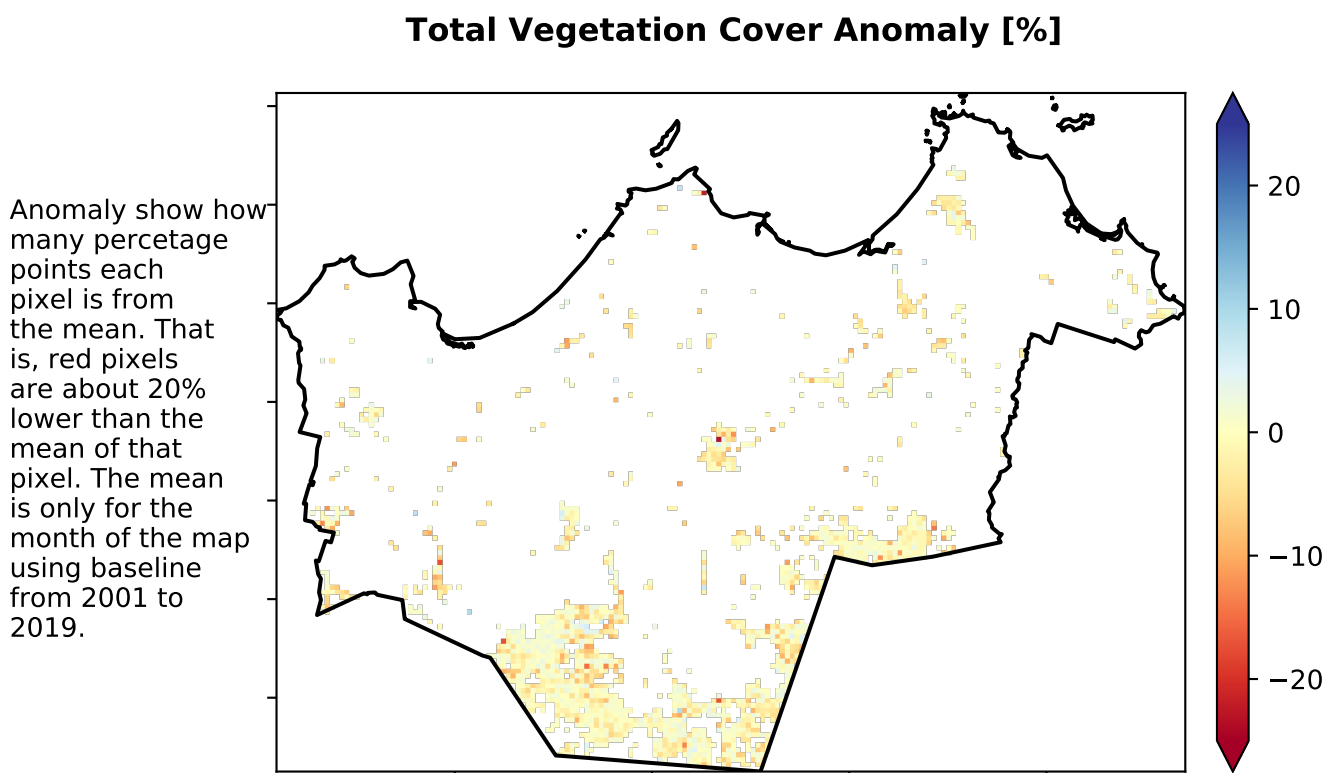 Total Vegetation Cover Anomaly [%]
Anomaly show how
many percetage
points each
pixel is from
the mean. That
is, red pixels
are about 20%
lower than the
mean of that
pixel. The mean
is only for the
month of the map
using baseline
from 2001 to
2019.
20
10
0
−10
−20